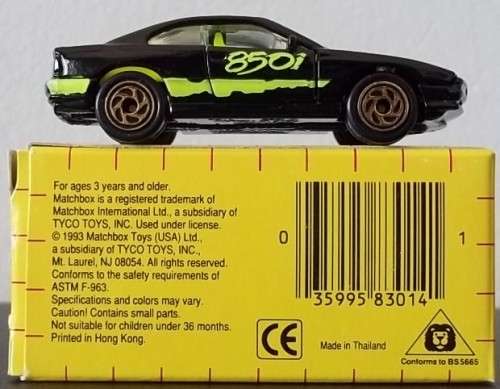 850i
For ages 3 years and older.
Matchbox is a registered trademark of
Matchbox International Ltd., a subsidiary of
TYCO TOYS, INC. Used under license.
© 1993 Matchbox Toys (USA) Ltd.,
a subsidiary of TYCO TOYS, INC.,
Mt. Laurel, NJ 08054. All rights reserved.
Conforms to the safety requirements of
ASTM F-963.
Specifications and colors may vary.
Caution! Contains small parts.
Not suitable for children under 36 months.
Printed in Hong Kong.
0 35995 83014 1
CE
Made in Thailand
Conforms to BS5665